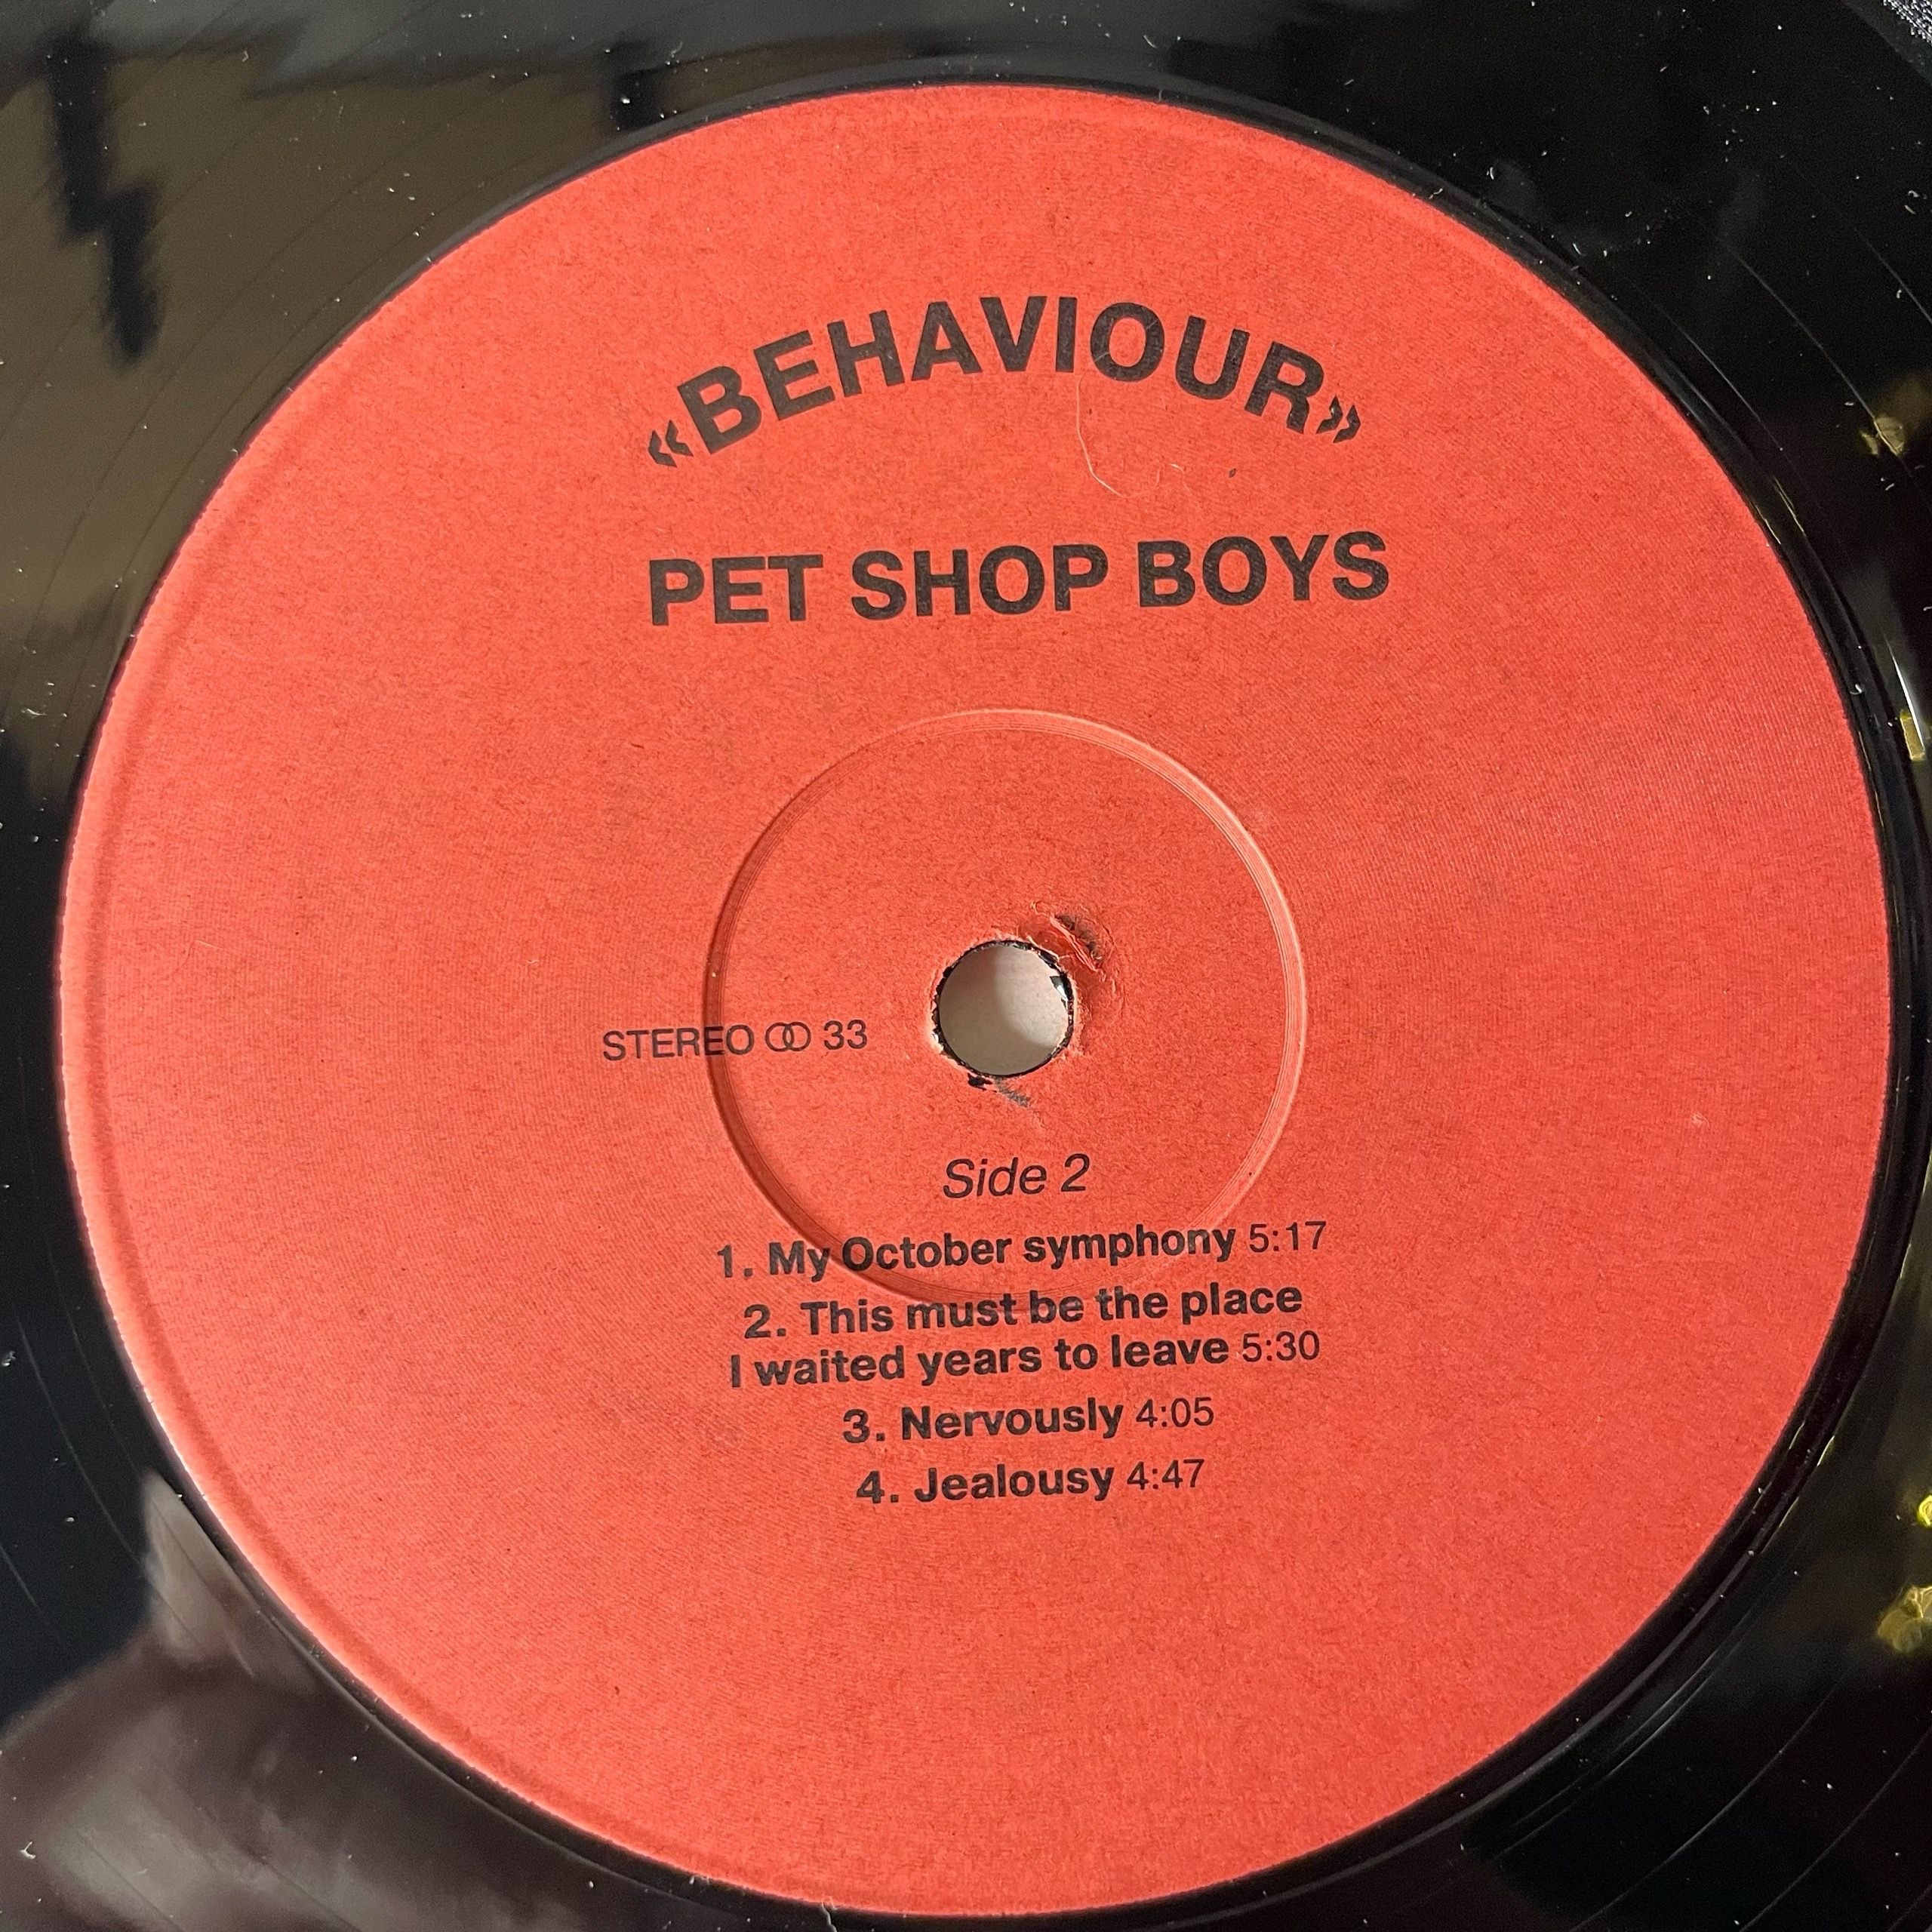 «BEHAVIOUR»
PET SHOP BOYS
STEREO 33
Side 2
1. My October symphony 5:17
2. This must be the place
I waited years to leave 5:30
3. Nervously 4:05
4. Jealousy 4:47